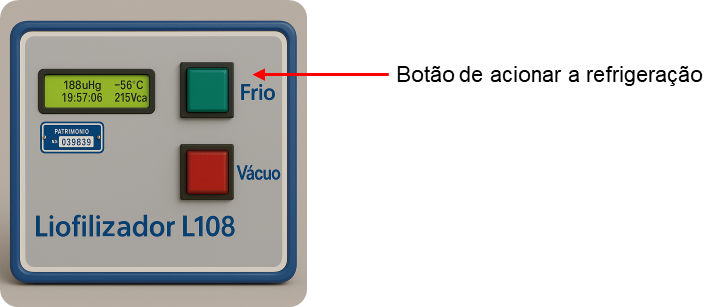 188uHg −56°C
19:57:06 215Vca
Frio
PATRIMONIO
No 039839
Vácuo
Liofilizador L108
Botão de acionar a refrigeração